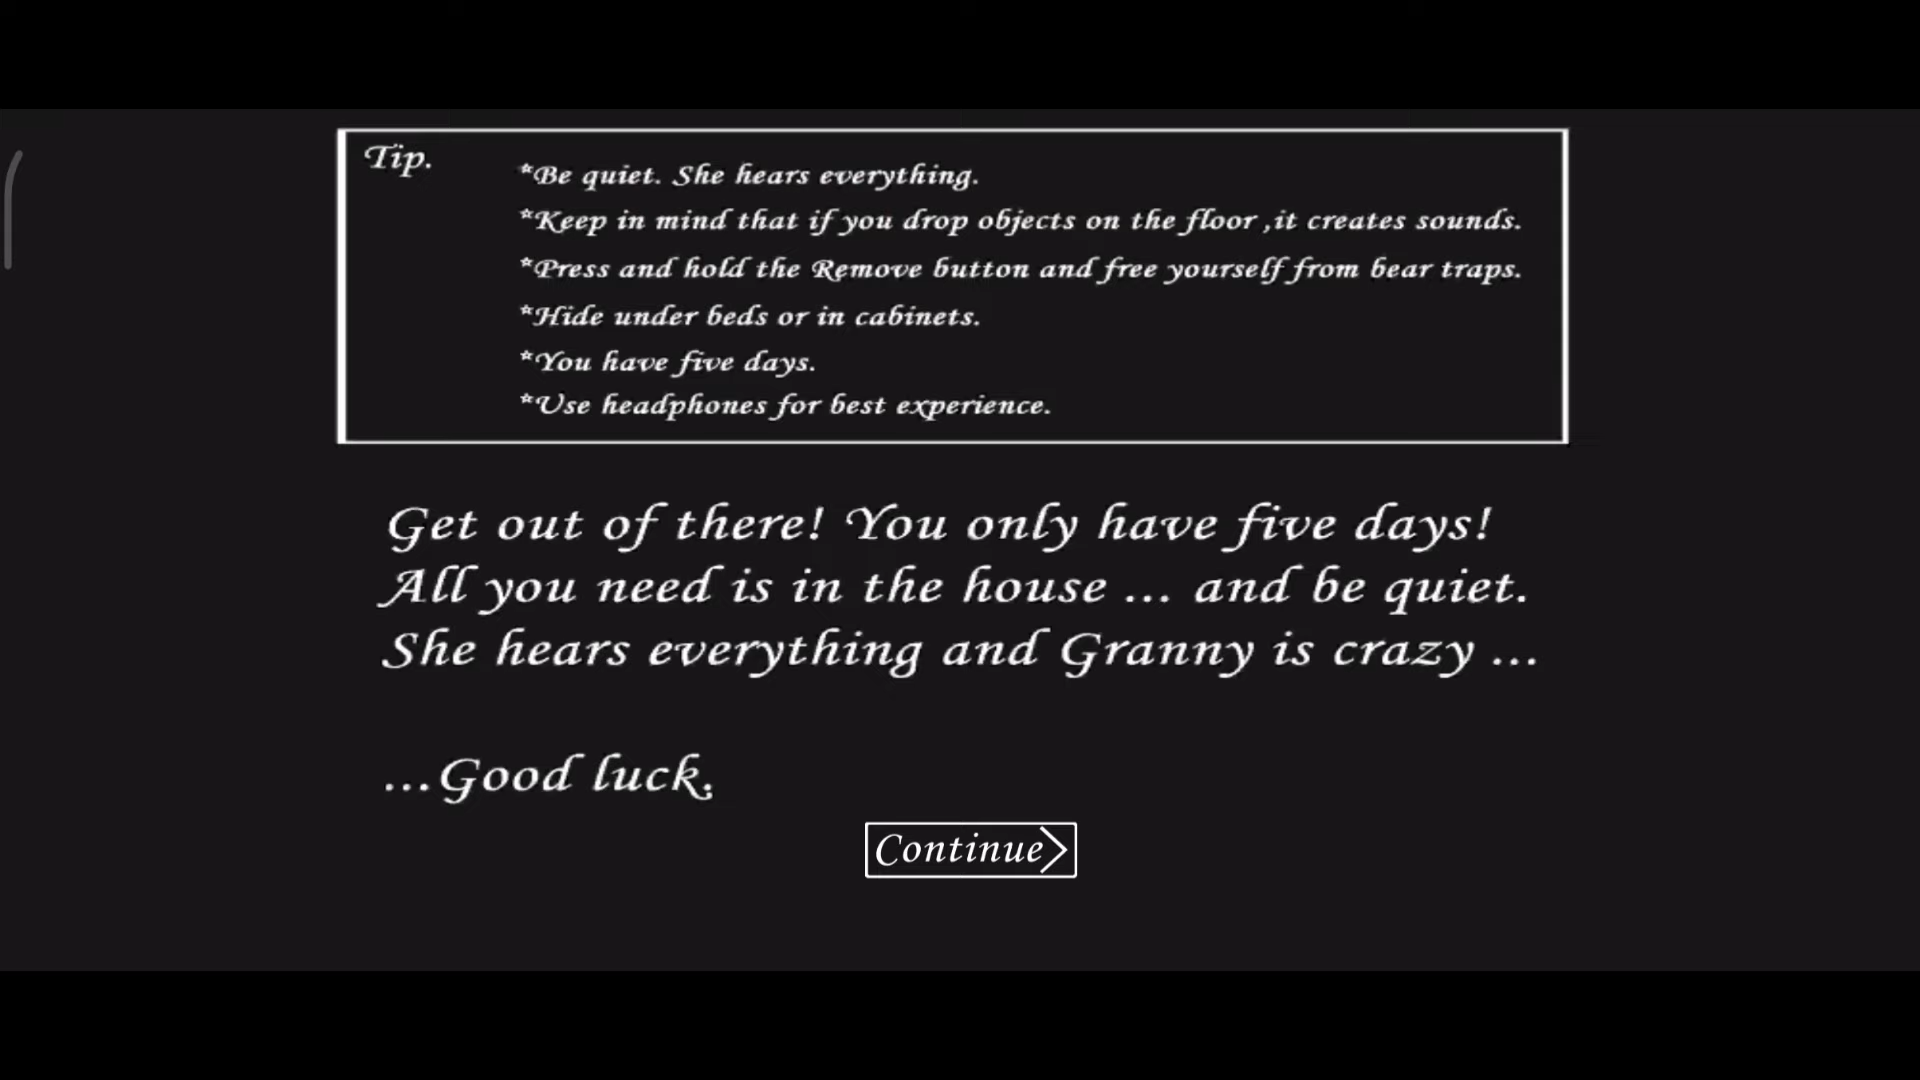 Tip.
*Be quiet. She hears everything.
*Keep in mind that if you drop objects on the floor ,it creates sounds.
*Press and hold the Remove button and free yourself from bear traps.
*Hide under beds or in cabinets.
*You have five days.
*Use headphones for best experience.
Get out of there! You only have five days!
All you need is in the house ... and be quiet.
She hears everything and Granny is crazy ...
...Good luck.
Continue>